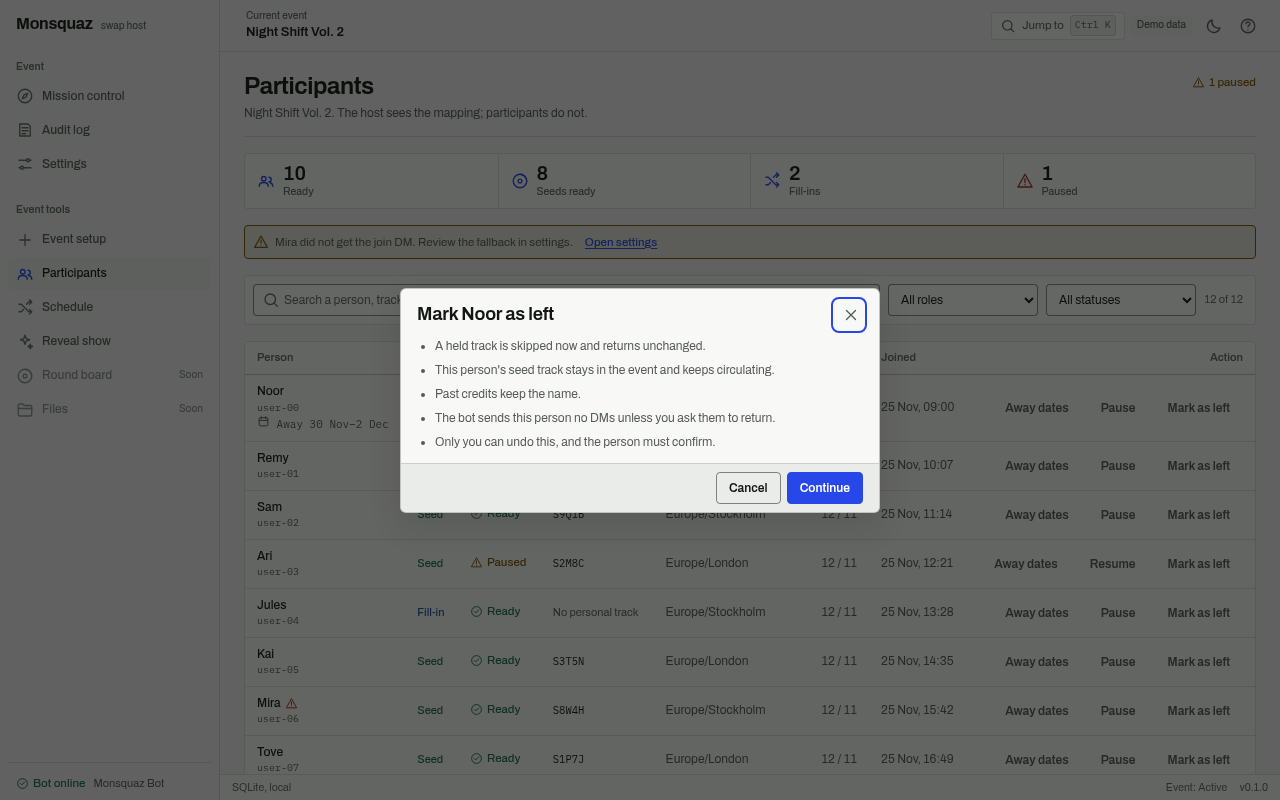 Monsquaz swap host
Event
Mission control
Audit log
Settings
Event tools
Event setup
Participants
Schedule
Reveal show
Round board Soon
Files Soon
Bot online Monsquaz Bot
Current event
Night Shift Vol. 2
Jump to Ctrl K
Demo data
Participants
1 paused
Night Shift Vol. 2. The host sees the mapping; participants do not.
10
Ready
8
Seeds ready
2
Fill-ins
1
Paused
Mira did not get the join DM. Review the fallback in settings. Open settings
Search a person, track
All roles
All statuses
12 of 12
Mark Noor as left
A held track is skipped now and returns unchanged.
This person's seed track stays in the event and keeps circulating.
Past credits keep the name.
The bot sends this person no DMs unless you ask them to return.
Only you can undo this, and the person must confirm.
Cancel
Continue
Person Joined Action
Noor
user-00
Away 30 Nov–2 Dec
25 Nov, 09:00 Away dates Pause Mark as left
Remy
user-01
25 Nov, 10:07 Away dates Pause Mark as left
Sam
user-02
Seed Ready S9Q1B Europe/Stockholm 12 / 11 25 Nov, 11:14 Away dates Pause Mark as left
Ari
user-03
Seed Paused S2M8C Europe/London 12 / 11 25 Nov, 12:21 Away dates Resume Mark as left
Jules
user-04
Fill-in Ready No personal track Europe/Stockholm 12 / 11 25 Nov, 13:28 Away dates Pause Mark as left
Kai
user-05
Seed Ready S3T5N Europe/London 12 / 11 25 Nov, 14:35 Away dates Pause Mark as left
Mira
user-06
Seed Ready S8W4H Europe/Stockholm 12 / 11 25 Nov, 15:42 Away dates Pause Mark as left
Tove
user-07
Seed Ready S1P7J Europe/London 12 / 11 25 Nov, 16:49 Away dates Pause Mark as left
SQLite, local
Event: Active v0.1.0